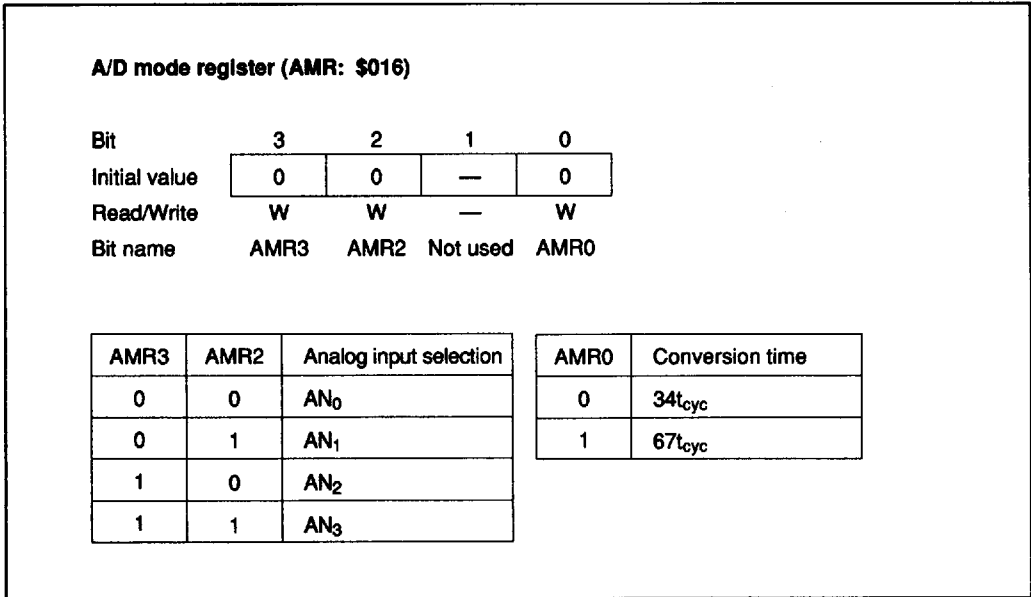 A/D mode register (AMR: $016)
Bit 3 2 1 0
Initial value 0 0 — 0
Read/Write W W — W
Bit name AMR3 AMR2 Not used AMR0
AMR3 AMR2 Analog input selection
0 0 AN₀
0 1 AN₁
1 0 AN₂
1 1 AN₃
AMR0 Conversion time
0 34t_cyc
1 67t_cyc